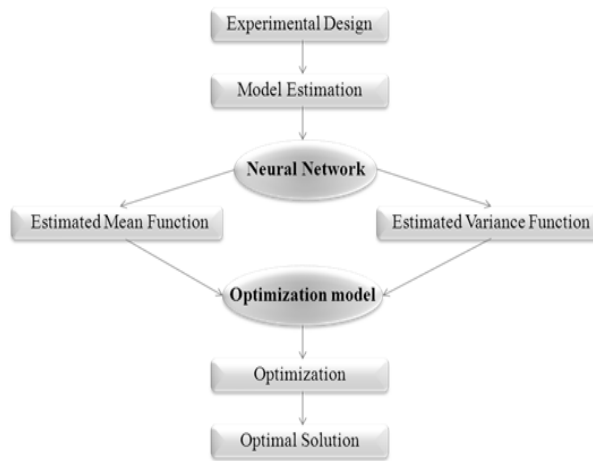 Experimental Design
Model Estimation
Neural Network
Estimated Mean Function
Estimated Variance Function
Optimization model
Optimization
Optimal Solution